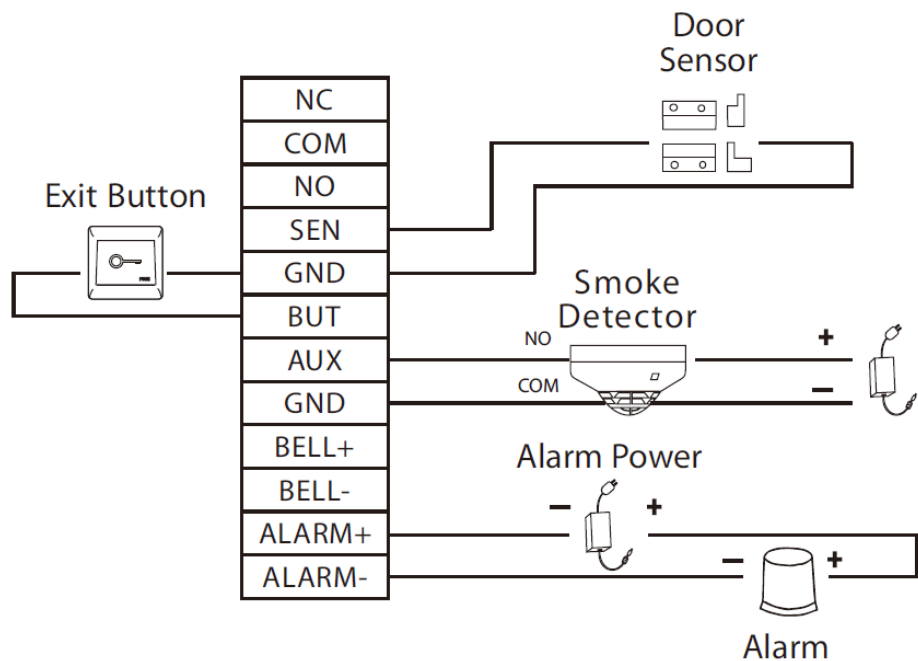 Door
Sensor
NC
COM
NO
SEN
GND
BUT
AUX
GND
BELL+
BELL-
ALARM+
ALARM-
Exit Button
Smoke
Detector
NO
COM
+
-
Alarm Power
- +
- +
Alarm